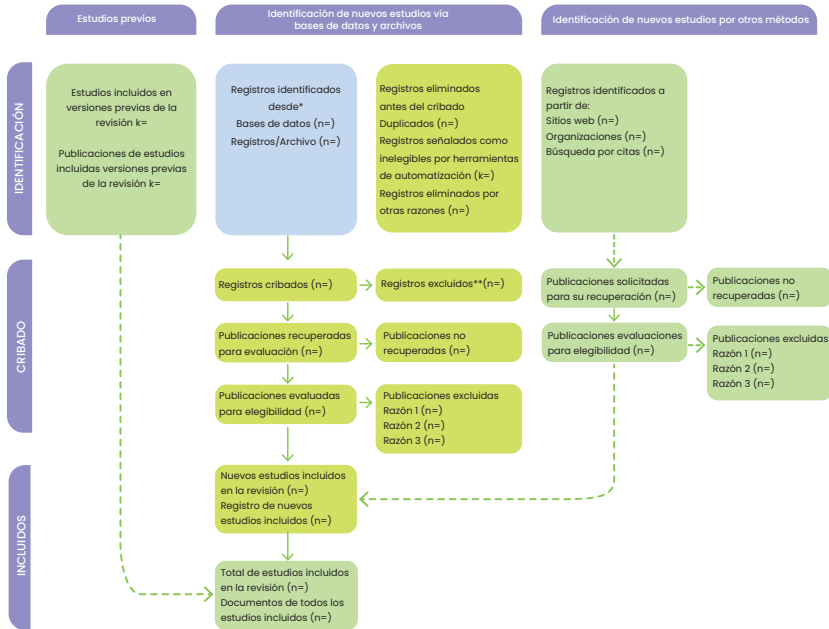 Estudios previos
Identificación de nuevos estudios vía
bases de datos y archivos
Identificación de nuevos estudios por otros métodos
IDENTIFICACIÓN
Estudios incluidos en
versiones previas de la
revisión k=
Publicaciones de estudios
incluidas versiones previas
de la revisión k=
Registros identificados
desde*
Bases de datos (n=)
Registros/Archivo (n=)
Registros eliminados
antes del cribado
Duplicados (n=)
Registros señalados como
inelegibles por herramientas
de automatización (k=)
Registros eliminados por
otras razones (n=)
Registros identificados a
partir de:
Sitios web (n=)
Organizaciones (n=)
Búsqueda por citas (n=)
CRIBADO
Registros cribados (n=)
Registros excluidos**(n=)
Publicaciones solicitadas
para su recuperación (n=)
Publicaciones no
recuperadas (n=)
Publicaciones recuperadas
para evaluación (n=)
Publicaciones no
recuperadas (n=)
Publicaciones evaluaciones
para elegibilidad (n=)
Publicaciones excluidas
Razón 1 (n=)
Razón 2 (n=)
Razón 3 (n=)
Publicaciones evaluadas
para elegibilidad (n=)
Publicaciones excluidas
Razón 1 (n=)
Razón 2 (n=)
Razón 3 (n=)
INCLUIDOS
Nuevos estudios incluidos
en la revisión (n=)
Registro de nuevos
estudios incluidos (n=)
Total de estudios incluidos
en la revisión (n=)
Documentos de todos los
estudios incluidos (n=)